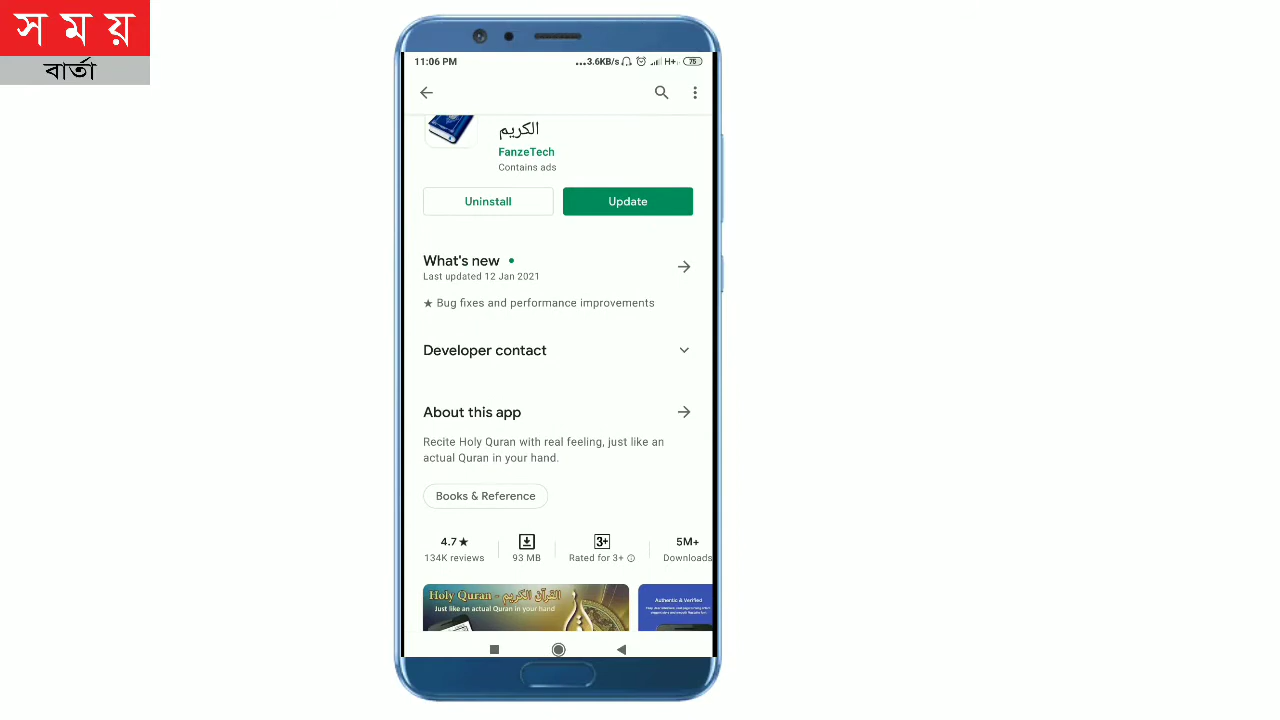 সময়
বার্তা
11:06 PM
...3.6KB/s H+ 75
الكريم
FanzeTech
Contains ads
Uninstall
Update
What's new
Last updated 12 Jan 2021
★ Bug fixes and performance improvements
Developer contact
About this app
Recite Holy Quran with real feeling, just like an
actual Quran in your hand.
Books & Reference
4.7★
134K reviews
93 MB
3+
Rated for 3+
5M+
Downloads
Holy Quran - القرآن الكريم
Just like an actual Quran in your hand
Authentic & Verified